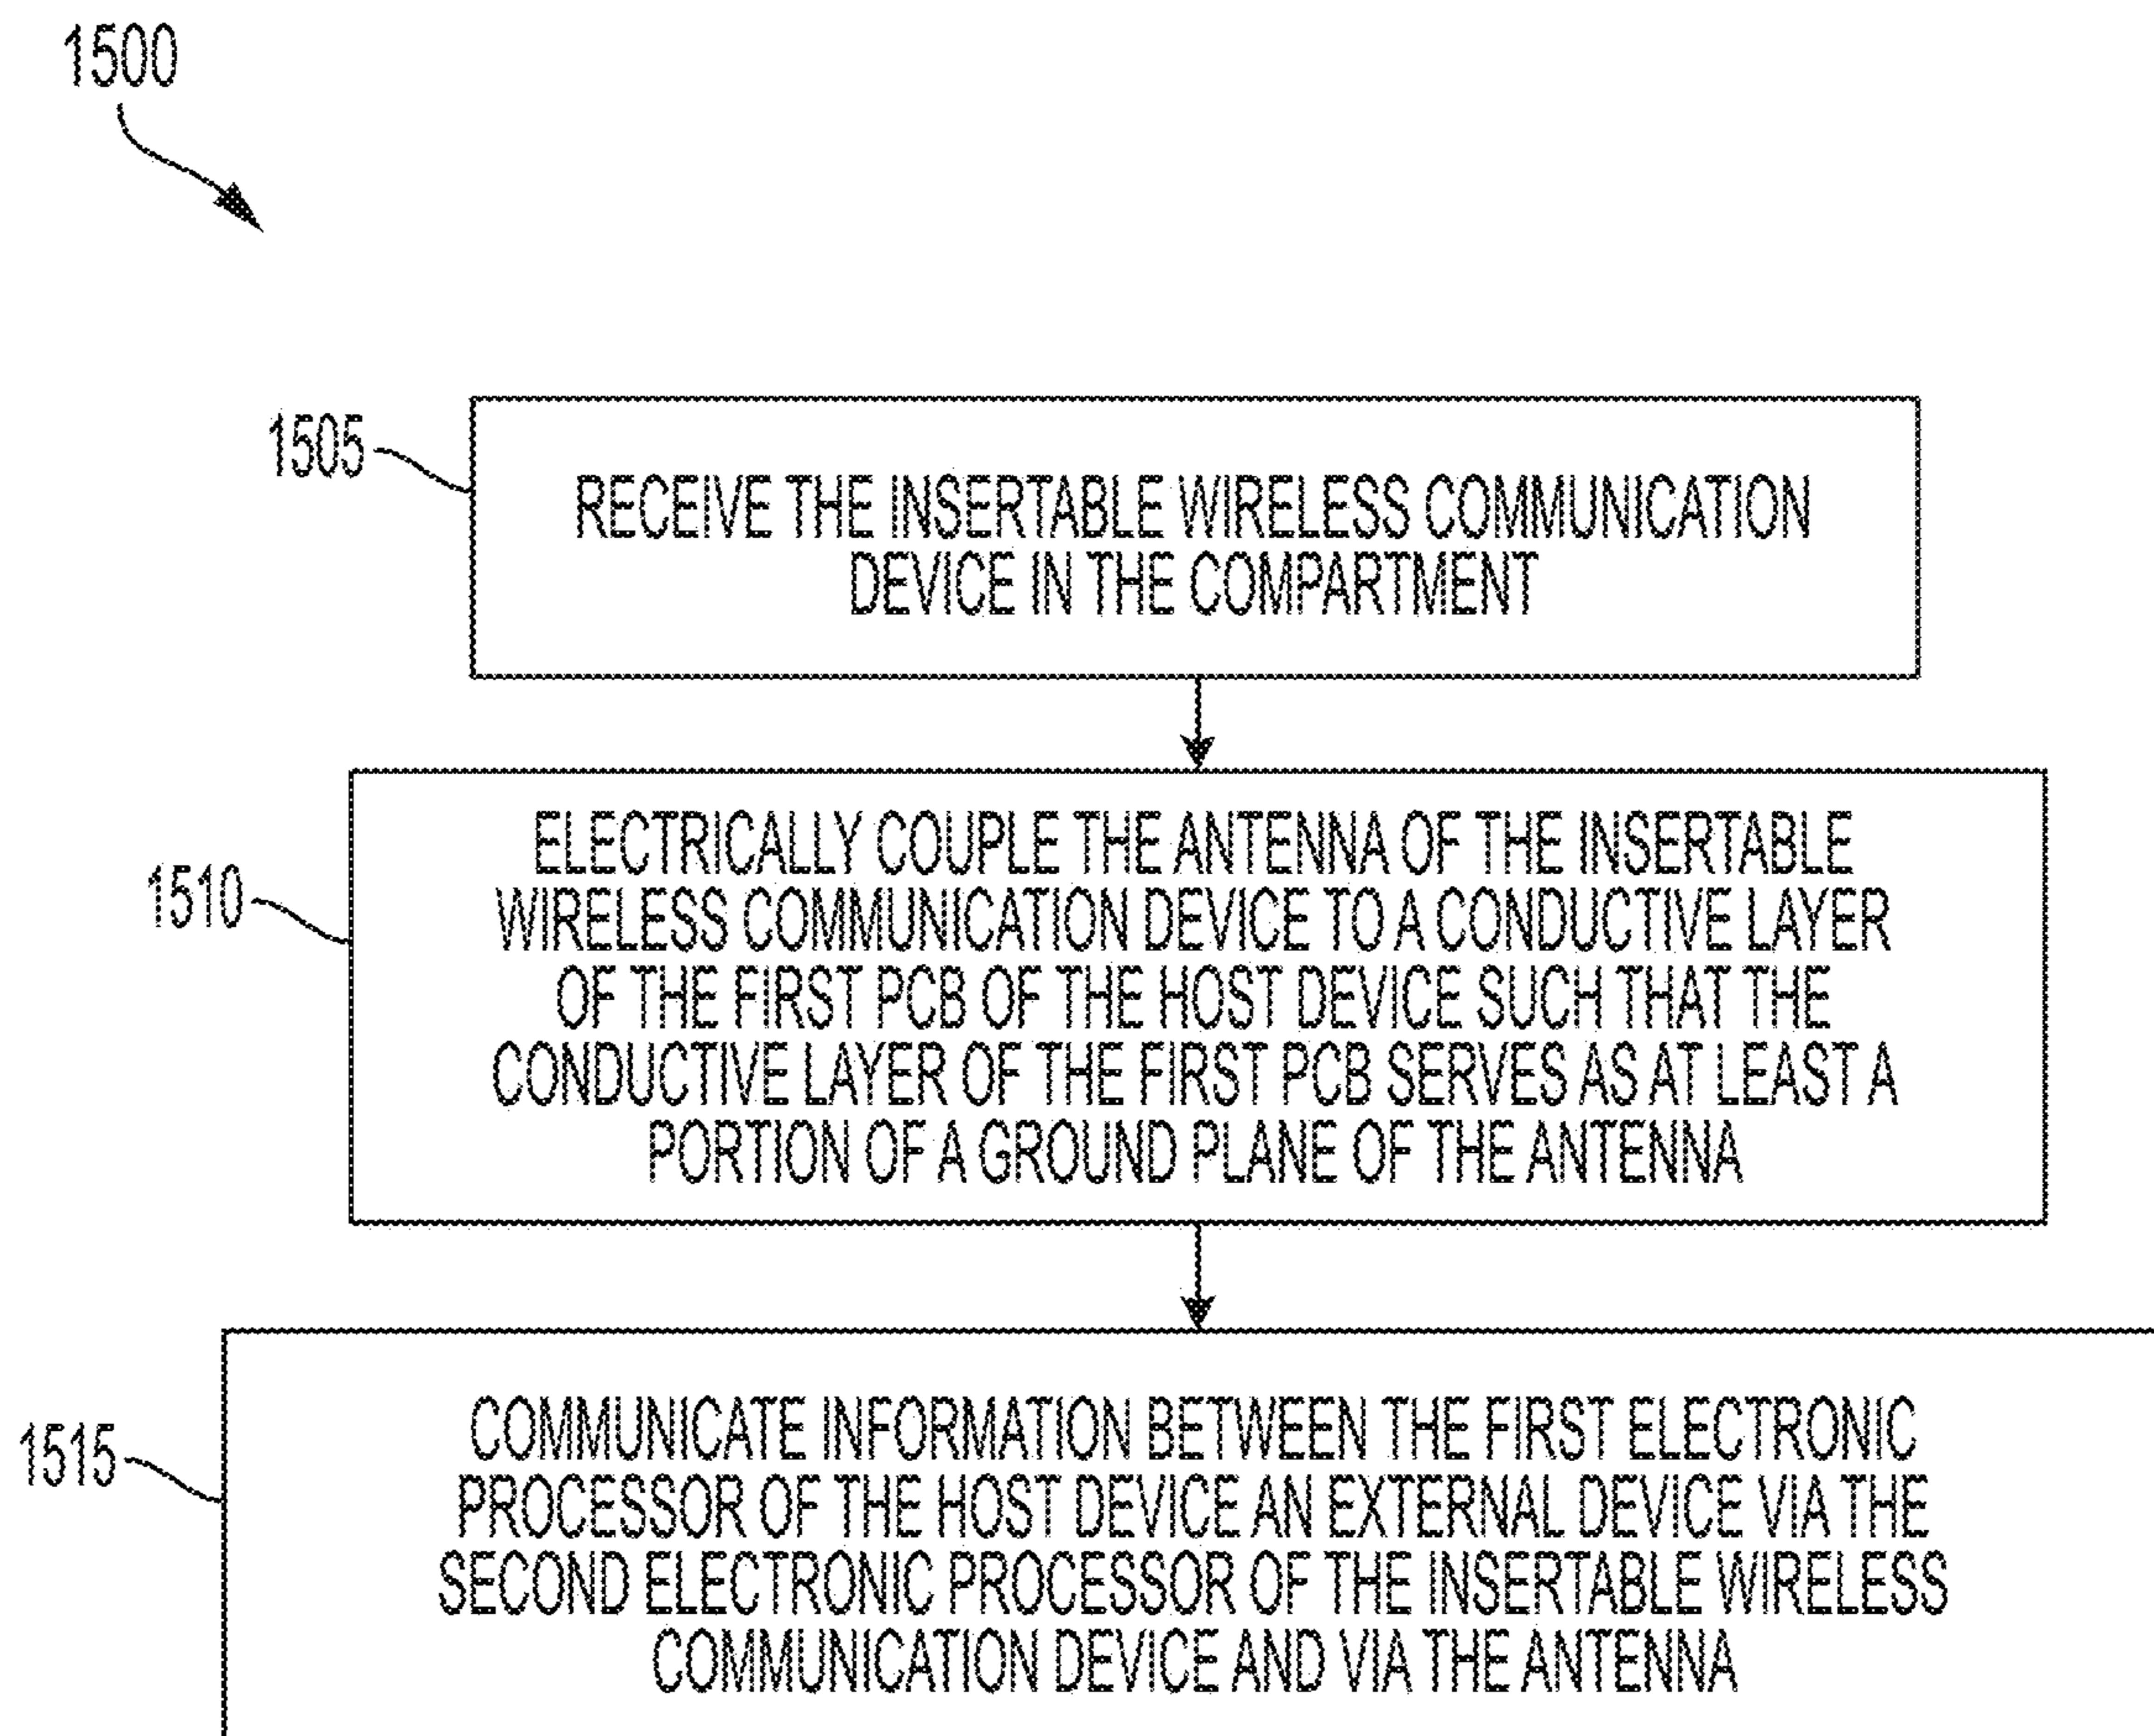 1500
1505
RECEIVE THE INSERTABLE WIRELESS COMMUNICATION
DEVICE IN THE COMPARTMENT
1510
ELECTRICALLY COUPLE THE ANTENNA OF THE INSERTABLE
WIRELESS COMMUNICATION DEVICE TO A CONDUCTIVE LAYER
OF THE FIRST PCB OF THE HOST DEVICE SUCH THAT THE
CONDUCTIVE LAYER OF THE FIRST PCB SERVES AS AT LEAST A
PORTION OF A GROUND PLANE OF THE ANTENNA
1515
COMMUNICATE INFORMATION BETWEEN THE FIRST ELECTRONIC
PROCESSOR OF THE HOST DEVICE AN EXTERNAL DEVICE VIA THE
SECOND ELECTRONIC PROCESSOR OF THE INSERTABLE WIRELESS
COMMUNICATION DEVICE AND VIA THE ANTENNA